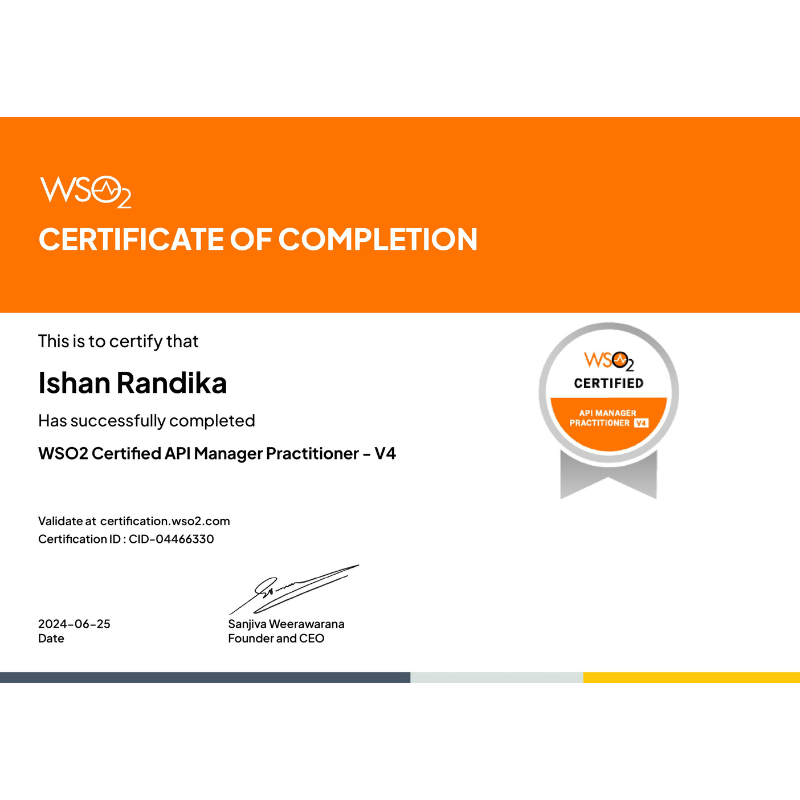 WSO2
CERTIFICATE OF COMPLETION
This is to certify that
Ishan Randika
Has successfully completed
WSO2 Certified API Manager Practitioner - V4
WSO2
CERTIFIED
API MANAGER
PRACTITIONER V4
Validate at certification.wso2.com
Certification ID : CID-04466330
2024-06-25
Date
Sanjiva Weerawarana
Founder and CEO